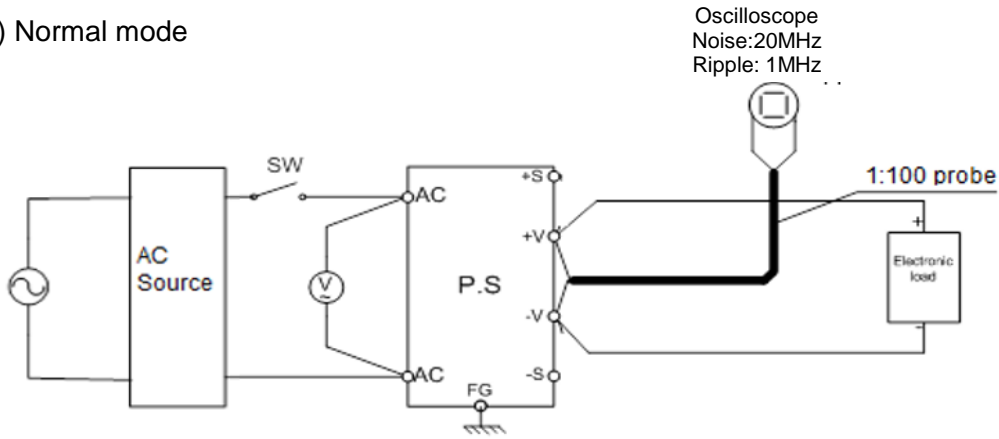 ) Normal mode
Oscilloscope
Noise:20MHz
Ripple: 1MHz
SW
+S
1:100 probe
AC
+V
+
AC
Source
V
P.S
Electronic
load
-V
-
AC
-S
FG